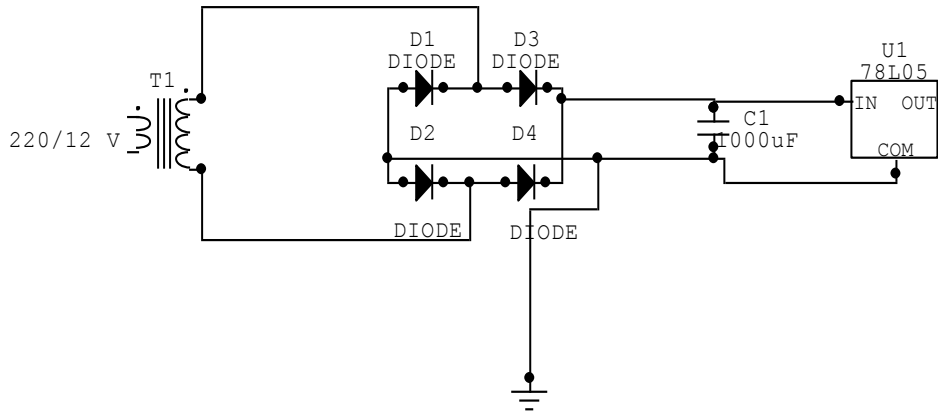 D1
DIODE
D3
DIODE
U1
78L05
T1
IN OUT
220/12 V
D2
D4
C1
1000uF
COM
DIODE
DIODE